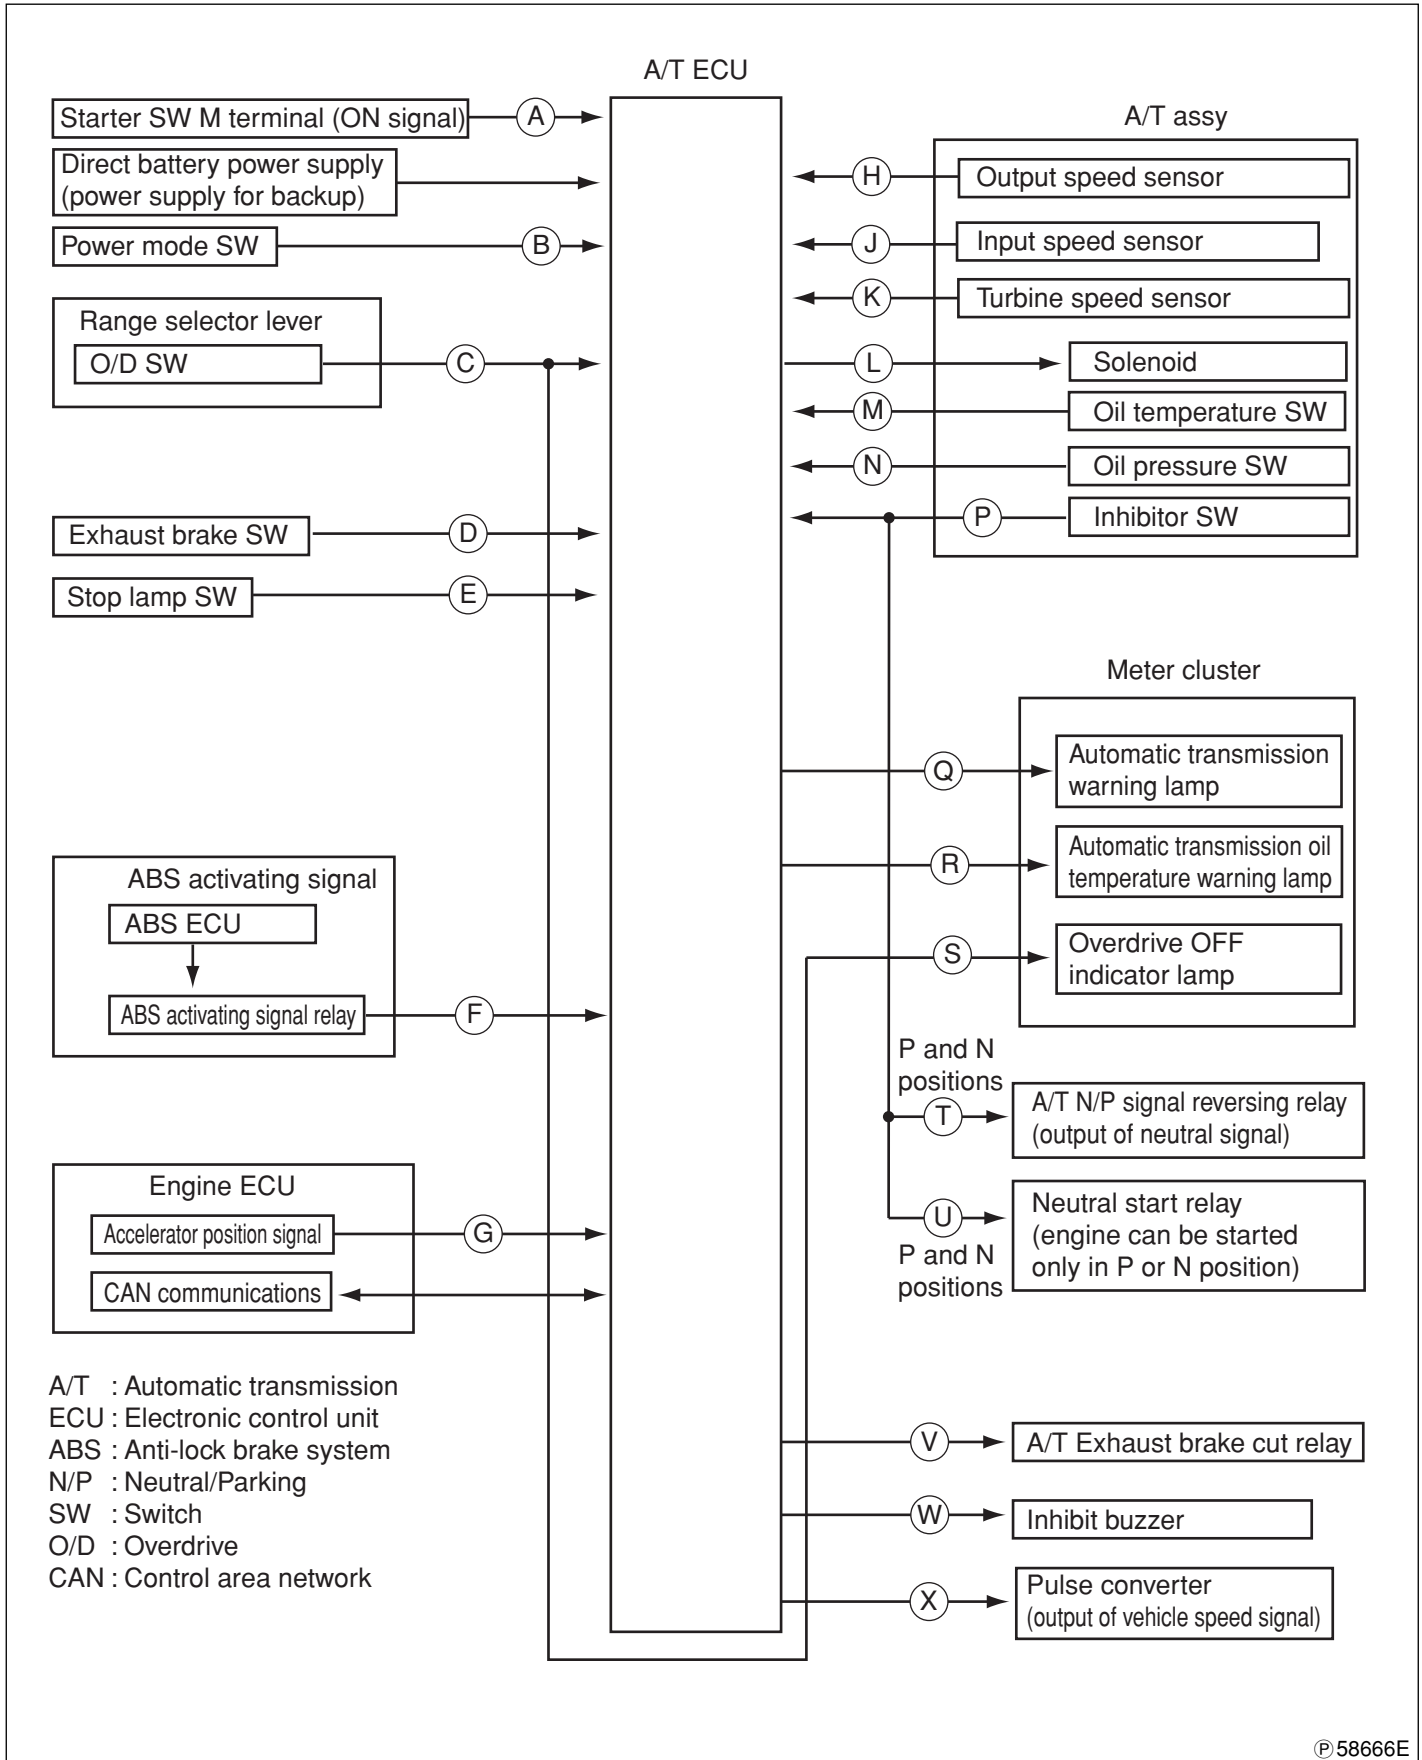 A/T ECU
Starter SW M terminal (ON signal)
A
Direct battery power supply
(power supply for backup)
Power mode SW
B
Range selector lever
O/D SW
C
Exhaust brake SW
D
Stop lamp SW
E
ABS activating signal
ABS ECU
ABS activating signal relay
F
Engine ECU
Accelerator position signal
G
CAN communications
A/T : Automatic transmission
ECU : Electronic control unit
ABS : Anti-lock brake system
N/P : Neutral/Parking
SW : Switch
O/D : Overdrive
CAN : Control area network
A/T assy
H
Output speed sensor
J
Input speed sensor
K
Turbine speed sensor
L
Solenoid
M
Oil temperature SW
N
Oil pressure SW
P
Inhibitor SW
Meter cluster
Q
Automatic transmission
warning lamp
R
Automatic transmission oil
temperature warning lamp
S
Overdrive OFF
indicator lamp
P and N
positions
T
A/T N/P signal reversing relay
(output of neutral signal)
U
P and N
positions
Neutral start relay
(engine can be started
only in P or N position)
V
A/T Exhaust brake cut relay
W
Inhibit buzzer
X
Pulse converter
(output of vehicle speed signal)
Ⓟ58666E